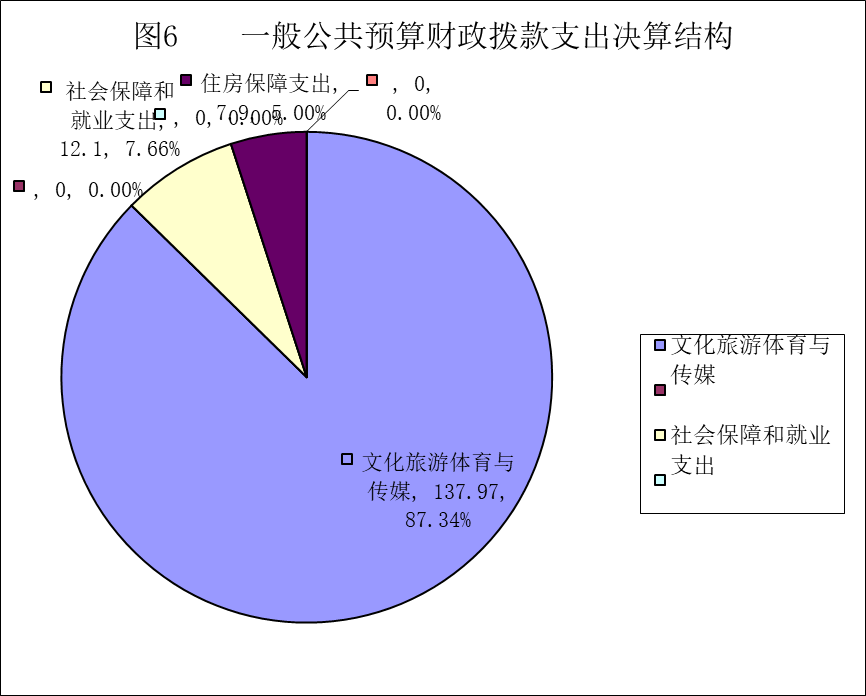 图6 一般公共预算财政拨款支出决算结构
社会保障和
就业支出,
12.1, 7.66%
住房保障支出,
7.9, 5.00%
, 0, 0.00%
, 0,
0.00%
, 0, 0.00%
文化旅游体育与
传媒, 137.97,
87.34%
文化旅游体育与
传媒
社会保障和就业
支出